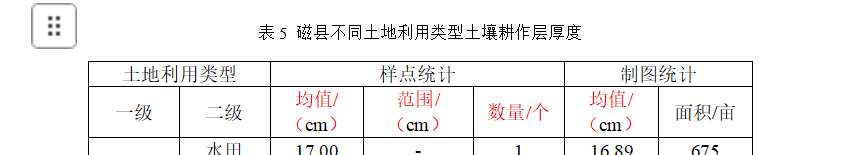 表 5 磁县不同土地利用类型土壤耕作层厚度
土地利用类型 样点统计 制图统计
一级 二级 均值/（cm） 范围/（cm） 数量/个 均值/（cm） 面积/亩
水田 17.00 - 1 16.89 675